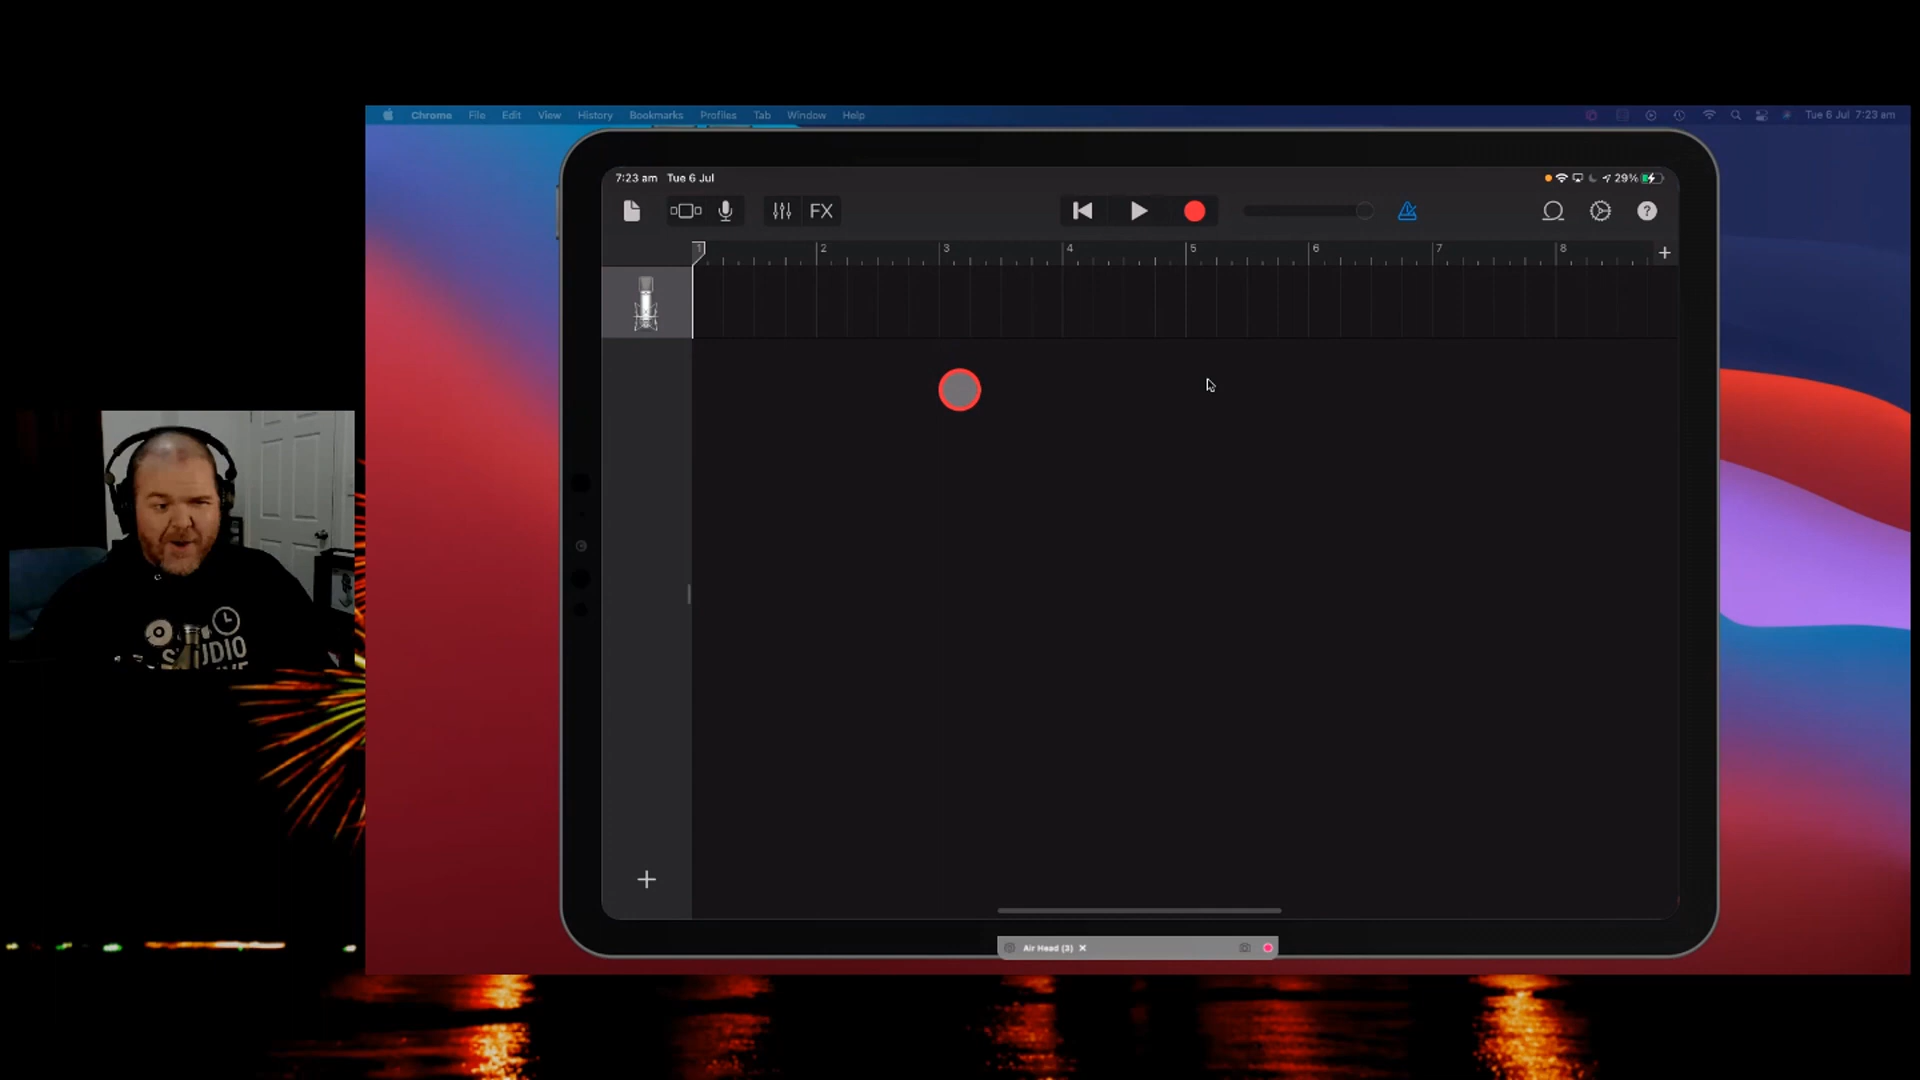 Chrome File Edit View History Bookmarks Profiles Tab Window Help
Tue 6 Jul 7:23 am
7:23 am Tue 6 Jul
29%
FX
?
1 2 3 4 5 6 7 8
Air Head (3)